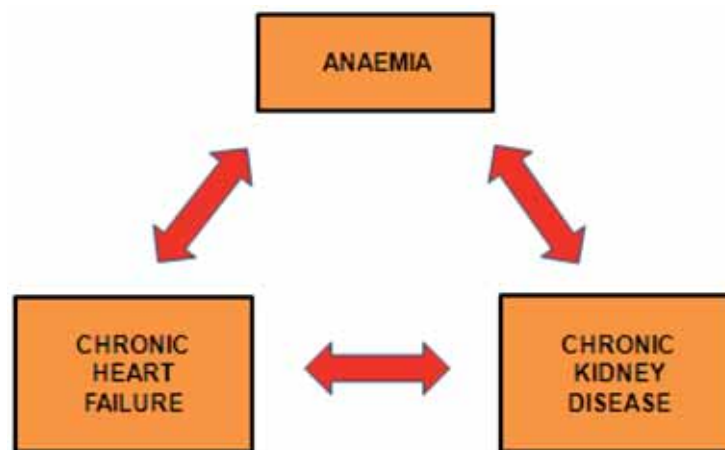 ANAEMIA
CHRONIC
HEART
FAILURE
CHRONIC
KIDNEY
DISEASE